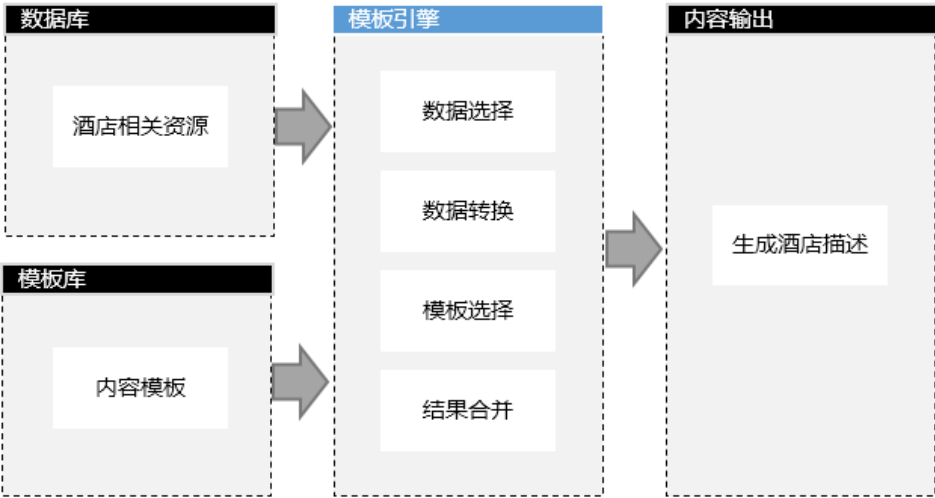 数据库
酒店相关资源
模板库
内容模板
模板引擎
数据选择
数据转换
模板选择
结果合并
内容输出
生成酒店描述